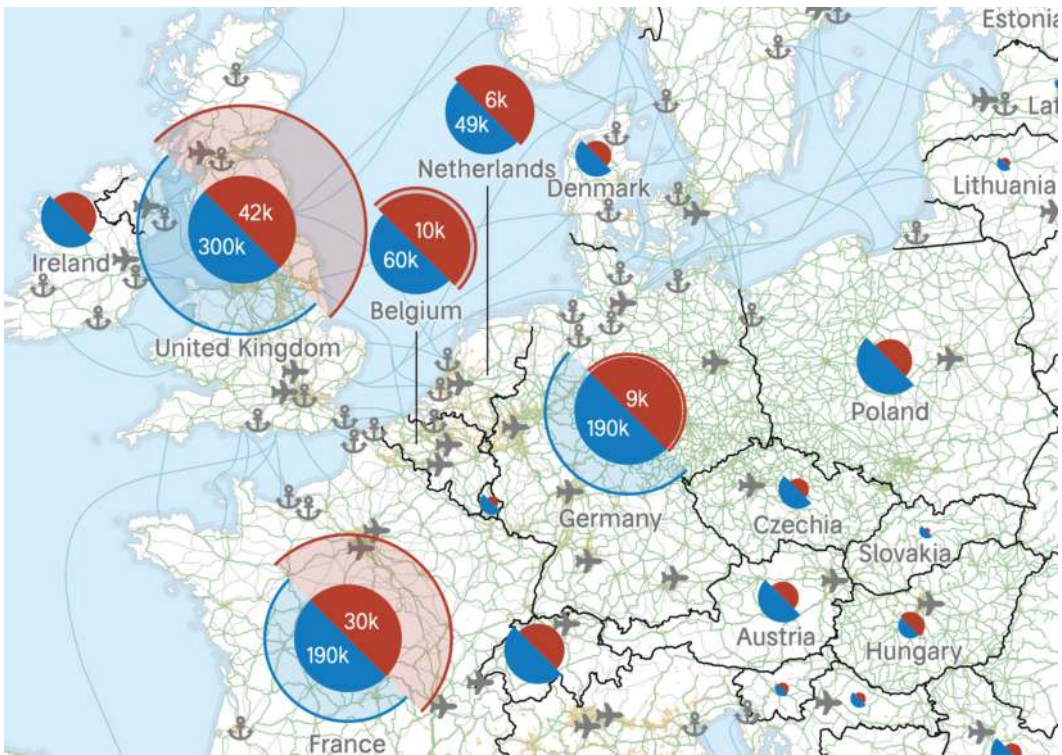 Estonia
6k
49k
Netherlands
Denmark
Lithuania
42k
300k
10k
60k
Ireland
Belgium
United Kingdom
9k
190k
Poland
Germany
Czechia
Slovakia
30k
190k
Austria
Hungary
France